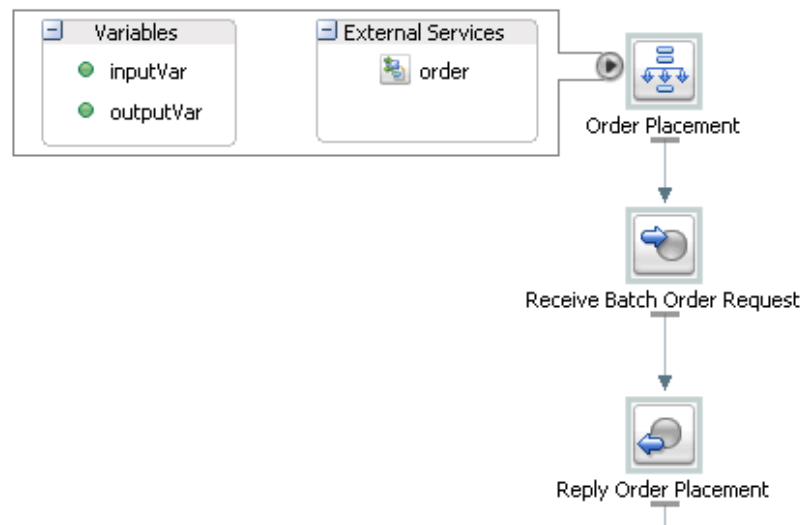 Variables
inputVar
outputVar
External Services
order
Order Placement
Receive Batch Order Request
Reply Order Placement